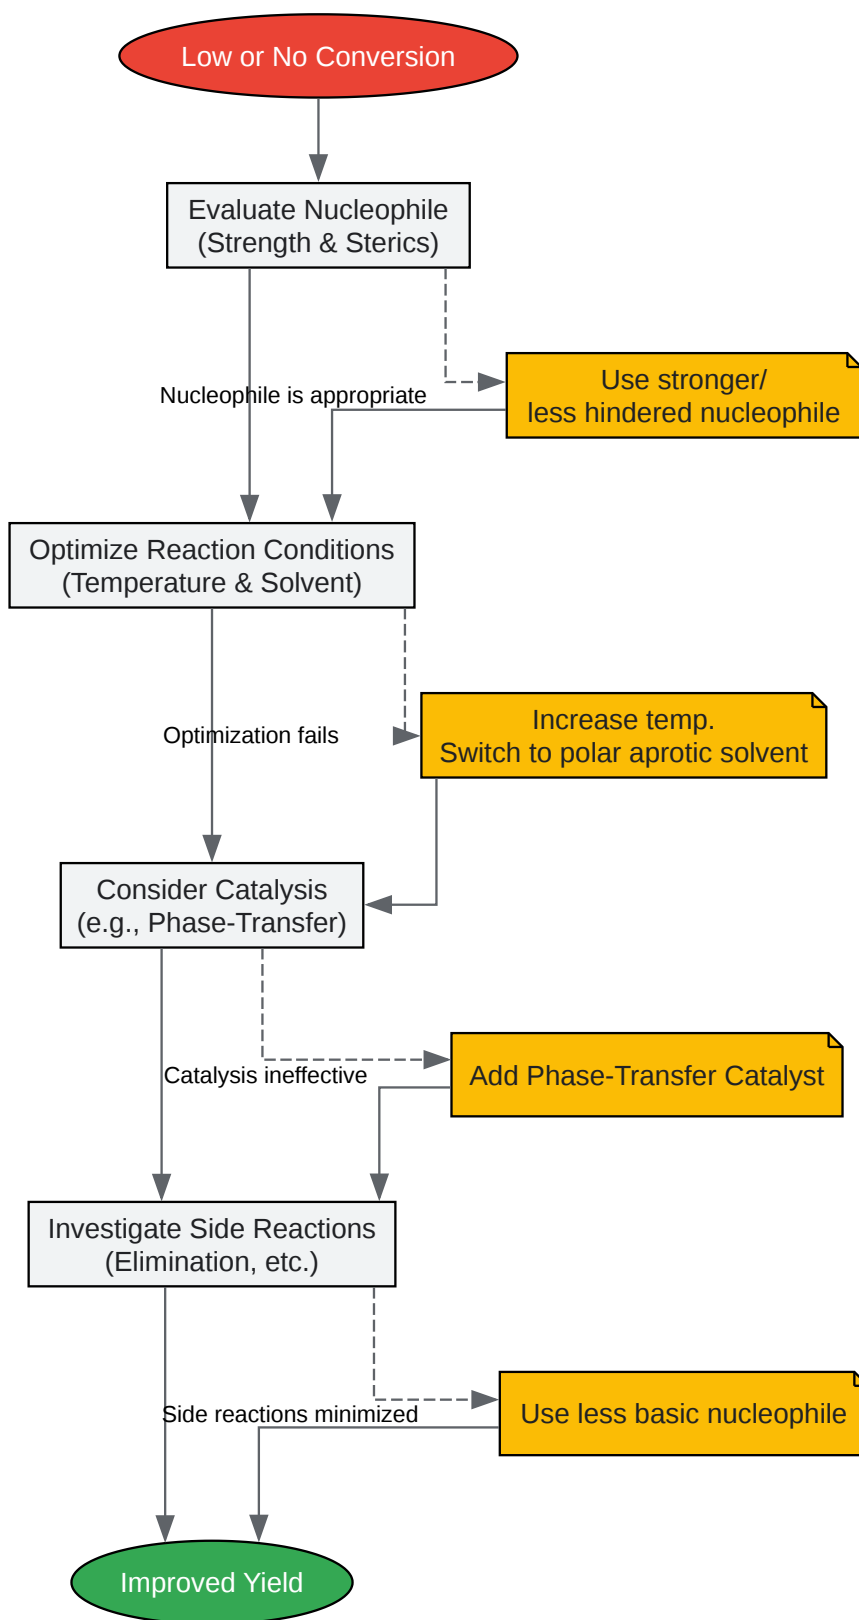 Low or No Conversion
Evaluate Nucleophile
(Strength & Sterics)
Use stronger/
less hindered nucleophile
Nucleophile is appropriate
Optimize Reaction Conditions
(Temperature & Solvent)
Increase temp.
Switch to polar aprotic solvent
Optimization fails
Consider Catalysis
(e.g., Phase-Transfer)
Add Phase-Transfer Catalyst
Catalysis ineffective
Investigate Side Reactions
(Elimination, etc.)
Use less basic nucleophile
Side reactions minimized
Improved Yield